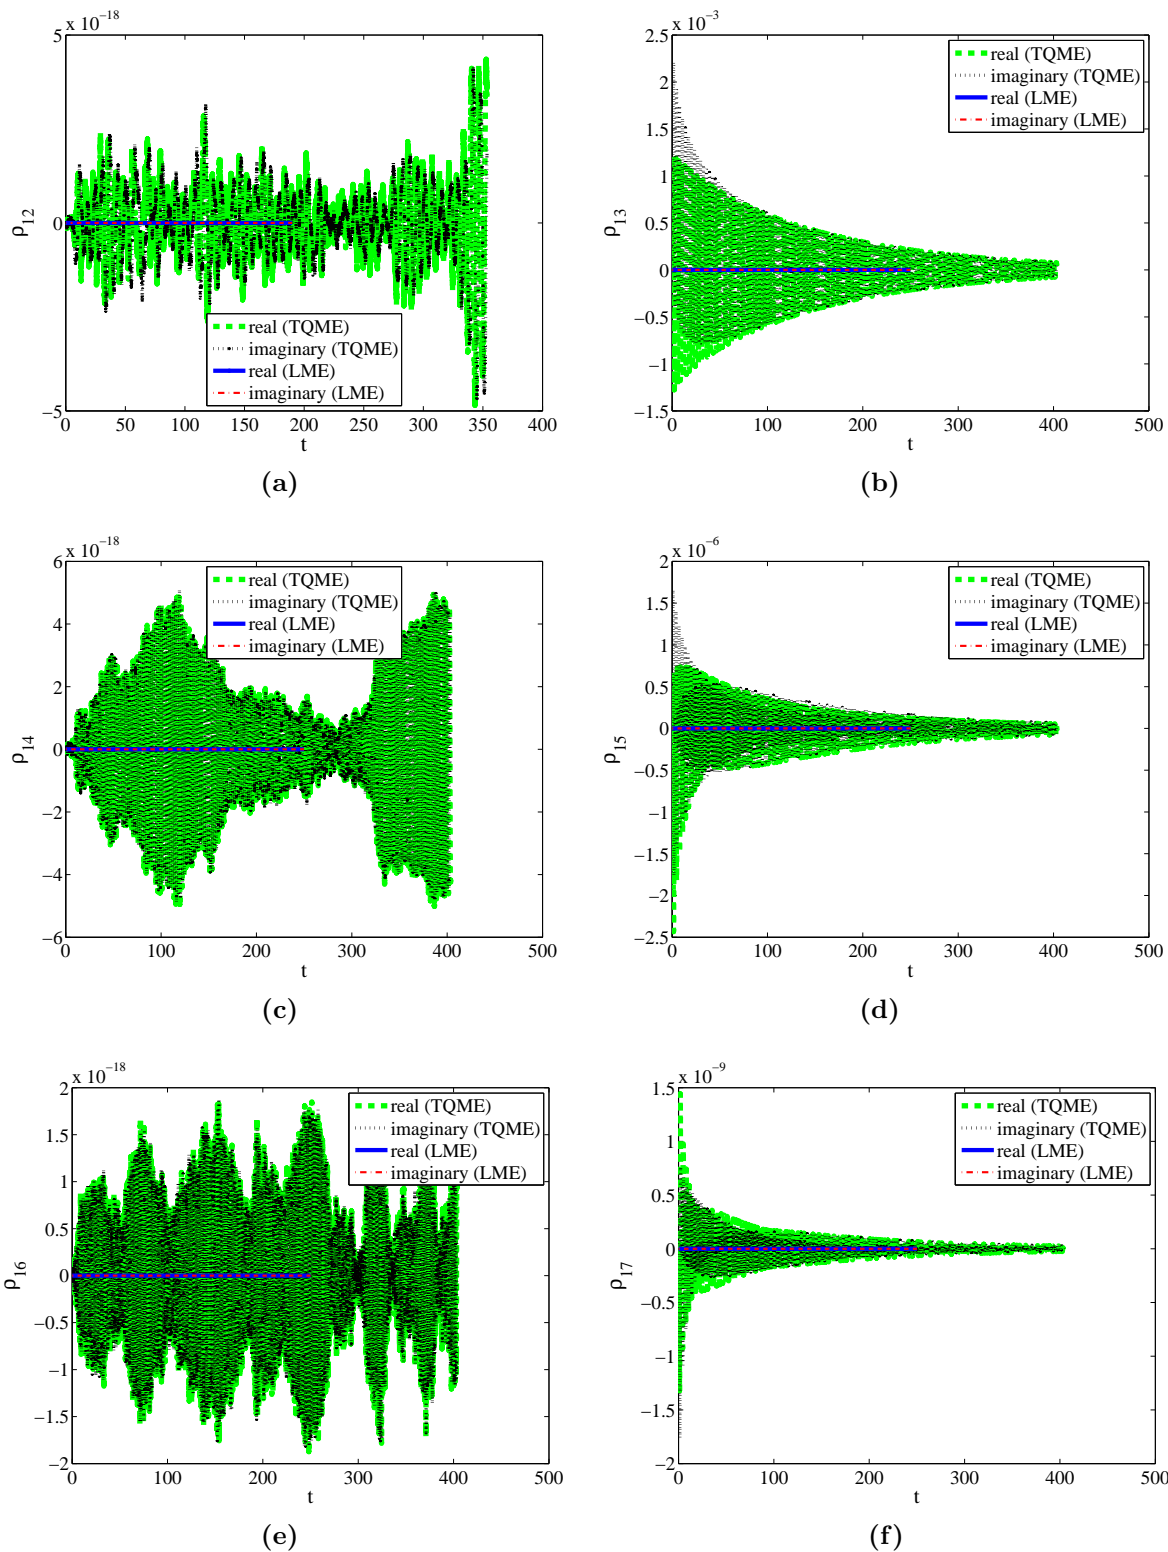 x 10−18
5
0
−5
0 50 100 150 200 250 300 350 400
t
ρ12
real (TQME)
imaginary (TQME)
real (LME)
imaginary (LME)
(a)
x 10−3
2.5
2
1.5
1
0.5
0
−0.5
−1
−1.5
0 100 200 300 400 500
t
ρ13
real (TQME)
imaginary (TQME)
real (LME)
imaginary (LME)
(b)
x 10−18
6
4
2
0
−2
−4
−6
0 100 200 300 400 500
t
ρ14
real (TQME)
imaginary (TQME)
real (LME)
imaginary (LME)
(c)
x 10−6
2
1.5
1
0.5
0
−0.5
−1
−1.5
−2
−2.5
0 100 200 300 400 500
t
ρ15
real (TQME)
imaginary (TQME)
real (LME)
imaginary (LME)
(d)
x 10−18
2
1.5
1
0.5
0
−0.5
−1
−1.5
−2
0 100 200 300 400 500
t
ρ16
real (TQME)
imaginary (TQME)
real (LME)
imaginary (LME)
(e)
x 10−9
1.5
1
0.5
0
−0.5
−1
−1.5
−2
0 100 200 300 400 500
t
ρ17
real (TQME)
imaginary (TQME)
real (LME)
imaginary (LME)
(f)